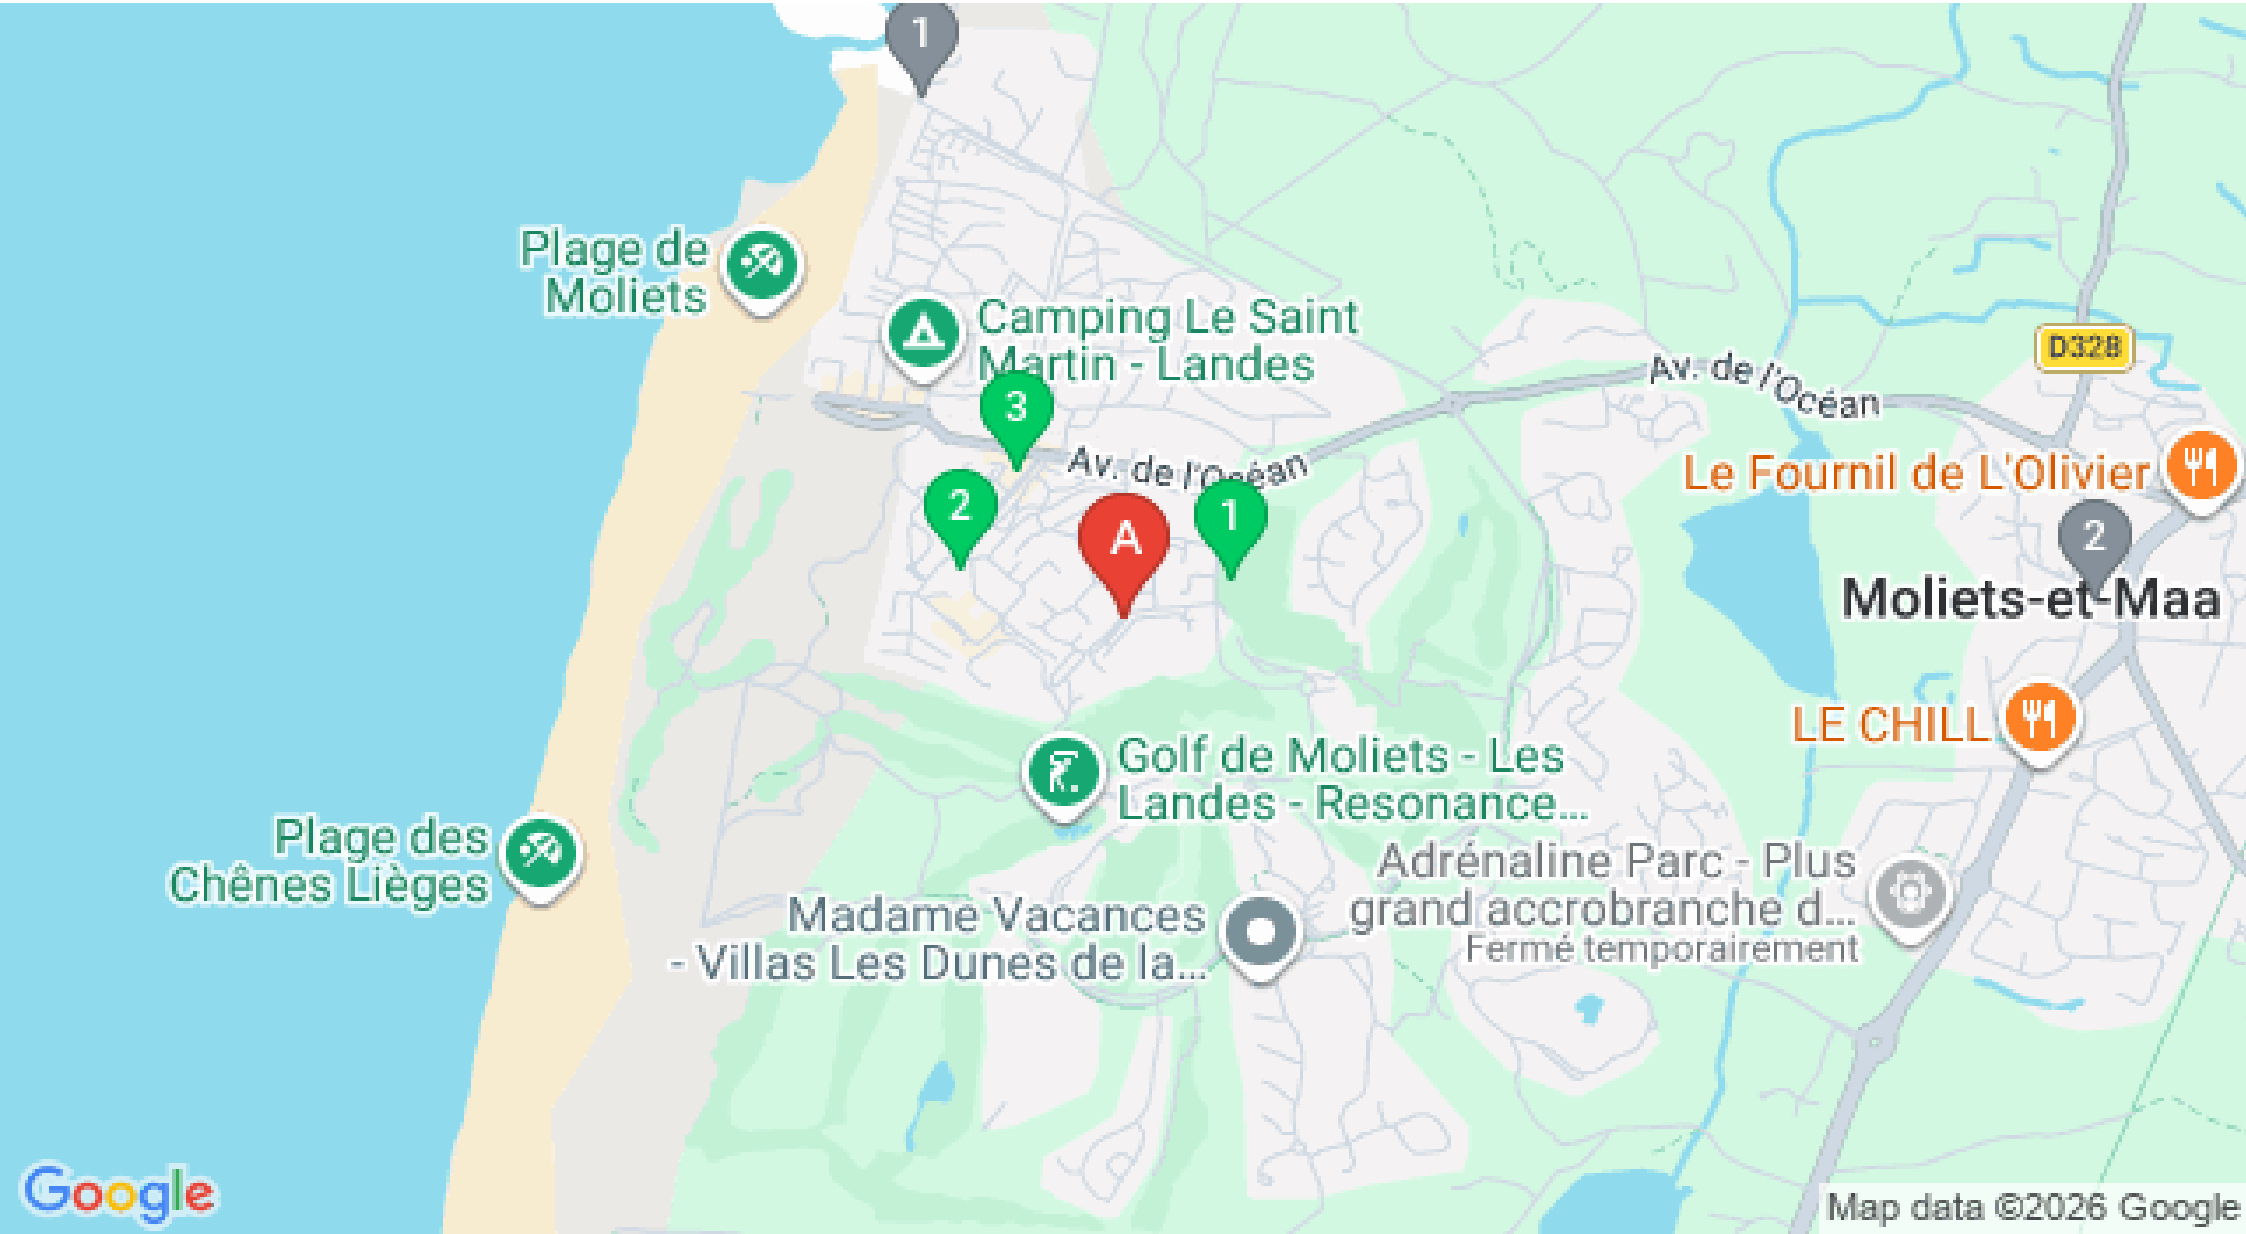 1
Plage de
Moliets
Camping Le Saint
Martin - Landes
D328
Av. de l'Océan
3
Av. de l'Océan
Le Fournil de L'Olivier
2
1
A
2
Moliets-et-Maa
LE CHILL
Golf de Moliets - Les
Landes - Resonance...
Plage des
Chênes Lièges
Adrénaline Parc - Plus
grand accrobranche d...
Fermé temporairement
Madame Vacances
- Villas Les Dunes de la...
Google
Map data ©2026 Google